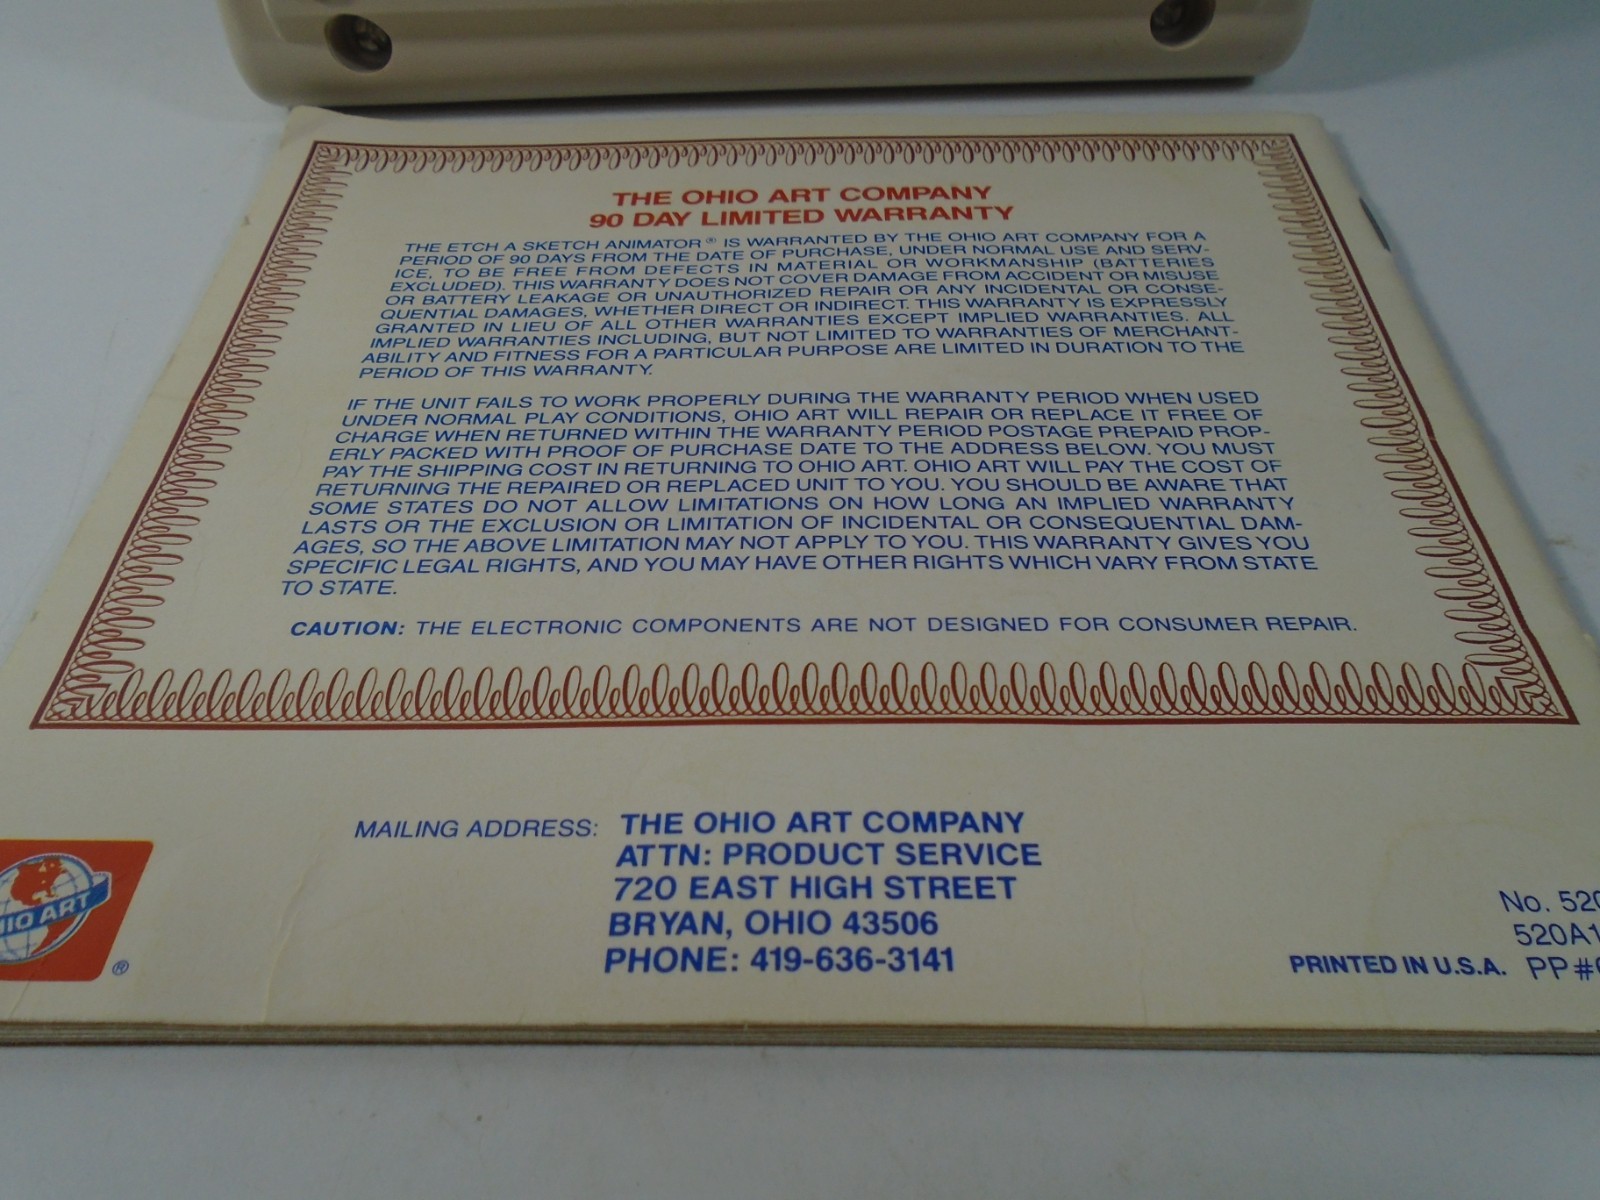 THE OHIO ART COMPANY
90 DAY LIMITED WARRANTY
THE ETCH A SKETCH ANIMATOR® IS WARRANTED BY THE OHIO ART COMPANY FOR A
PERIOD OF 90 DAYS FROM THE DATE OF PURCHASE, UNDER NORMAL USE AND SERV-
ICE, TO BE FREE FROM DEFECTS IN MATERIAL OR WORKMANSHIP (BATTERIES
EXCLUDED). THIS WARRANTY DOES NOT COVER DAMAGE FROM ACCIDENT OR MISUSE
OR BATTERY LEAKAGE OR UNAUTHORIZED REPAIR OR ANY INCIDENTAL OR CONSE-
QUENTIAL DAMAGES, WHETHER DIRECT OR INDIRECT. THIS WARRANTY IS EXPRESSLY
GRANTED IN LIEU OF ALL OTHER WARRANTIES EXCEPT IMPLIED WARRANTIES. ALL
IMPLIED WARRANTIES INCLUDING, BUT NOT LIMITED TO WARRANTIES OF MERCHANT-
ABILITY AND FITNESS FOR A PARTICULAR PURPOSE ARE LIMITED IN DURATION TO THE
PERIOD OF THIS WARRANTY.
IF THE UNIT FAILS TO WORK PROPERLY DURING THE WARRANTY PERIOD WHEN USED
UNDER NORMAL PLAY CONDITIONS, OHIO ART WILL REPAIR OR REPLACE IT FREE OF
CHARGE WHEN RETURNED WITHIN THE WARRANTY PERIOD POSTAGE PREPAID PROP-
ERLY PACKED WITH PROOF OF PURCHASE DATE TO THE ADDRESS BELOW. YOU MUST
PAY THE SHIPPING COST IN RETURNING TO OHIO ART. OHIO ART WILL PAY THE COST OF
RETURNING THE REPAIRED OR REPLACED UNIT TO YOU. YOU SHOULD BE AWARE THAT
SOME STATES DO NOT ALLOW LIMITATIONS ON HOW LONG AN IMPLIED WARRANTY
LASTS OR THE EXCLUSION OR LIMITATION OF INCIDENTAL OR CONSEQUENTIAL DAM-
AGES, SO THE ABOVE LIMITATION MAY NOT APPLY TO YOU. THIS WARRANTY GIVES YOU
SPECIFIC LEGAL RIGHTS, AND YOU MAY HAVE OTHER RIGHTS WHICH VARY FROM STATE
TO STATE.
CAUTION: THE ELECTRONIC COMPONENTS ARE NOT DESIGNED FOR CONSUMER REPAIR.
MAILING ADDRESS: THE OHIO ART COMPANY
ATTN: PRODUCT SERVICE
720 EAST HIGH STREET
BRYAN, OHIO 43506
PHONE: 419-636-3141
HIO ART
®
No. 520
520A1
PRINTED IN U.S.A. PP#